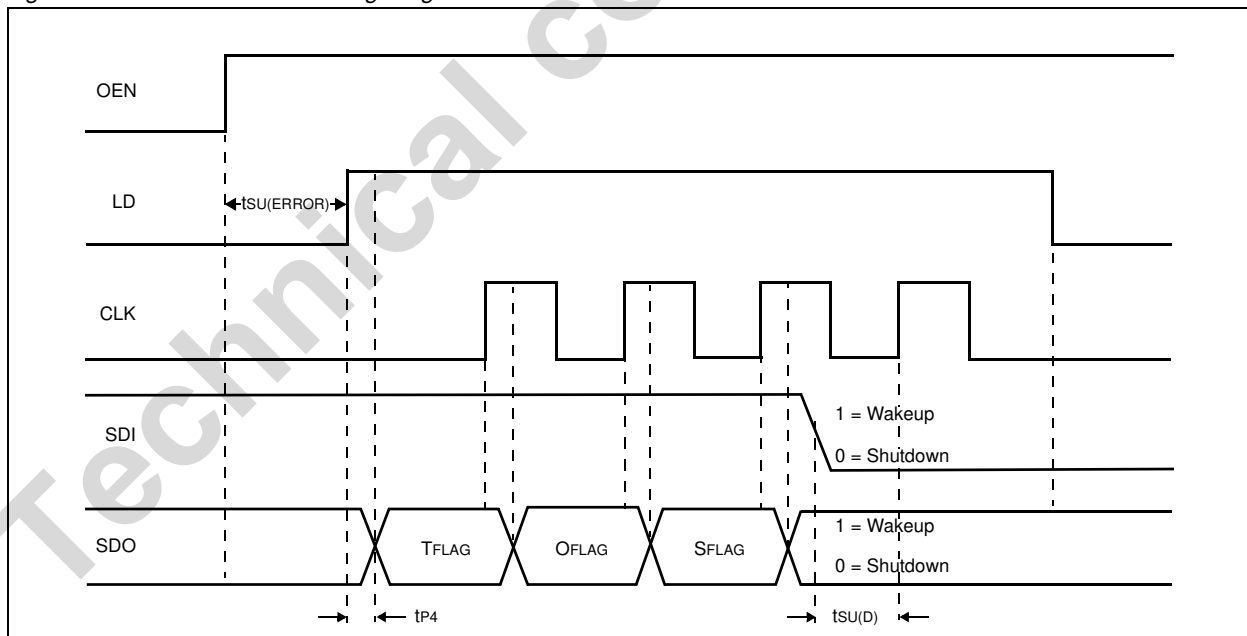 OEN
tSU(ERROR)
LD
CLK
SDI
1 = Wakeup
0 = Shutdown
SDO
TFLAG
OFLAG
SFLAG
1 = Wakeup
0 = Shutdown
tP4
tSU(D)
Technical co